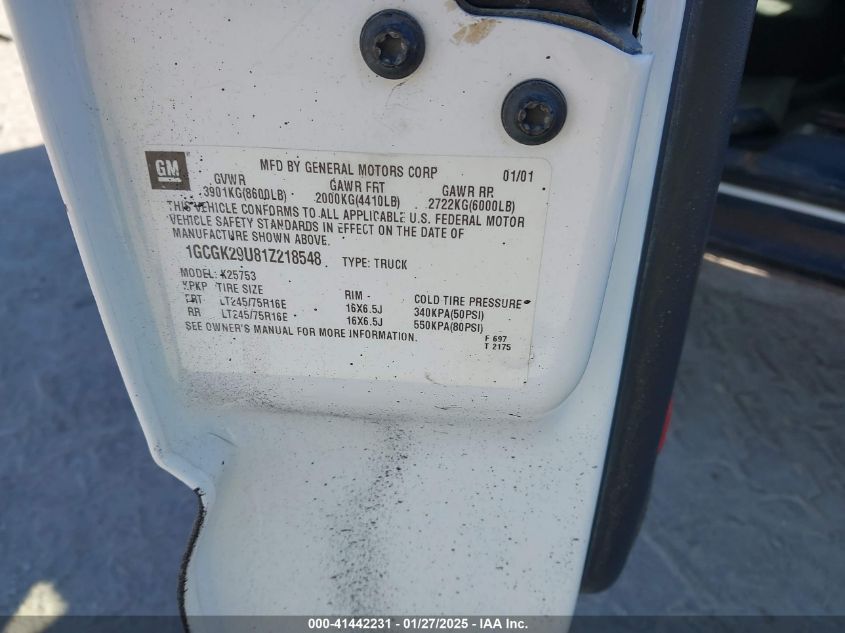 GM
MFD BY GENERAL MOTORS CORP 01/01
GVWR GAWR FRT GAWR RR
3901KG(8600LB) 2000KG(4410LB) 2722KG(6000LB)
THIS VEHICLE CONFORMS TO ALL APPLICABLE U.S. FEDERAL MOTOR
VEHICLE SAFETY STANDARDS IN EFFECT ON THE DATE OF
MANUFACTURE SHOWN ABOVE.
1GCGK29U81Z218548 TYPE: TRUCK
MODEL: K25753
TIRE SIZE RIM COLD TIRE PRESSURE
FRT LT245/75R16E 16X6.5J 340KPA(50PSI)
RR LT245/75R16E 16X6.5J 550KPA(80PSI)
SEE OWNER'S MANUAL FOR MORE INFORMATION.
F 697
T 2175
000-41442231 - 01/27/2025 - IAA Inc.